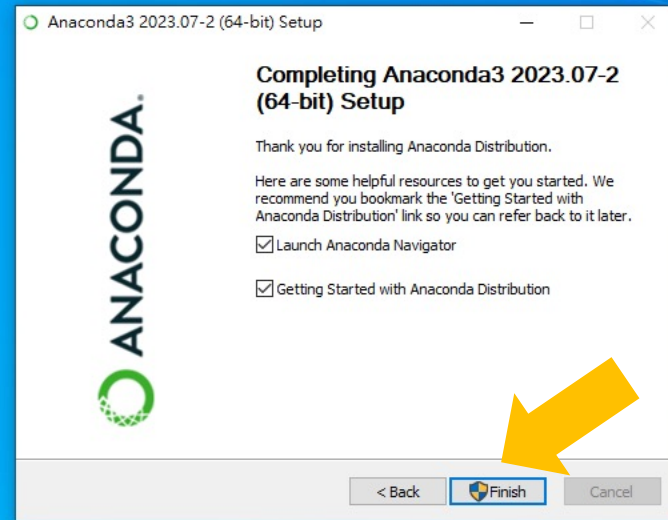 Anaconda3 2023.07-2 (64-bit) Setup
Completing Anaconda3 2023.07-2
(64-bit) Setup
Thank you for installing Anaconda Distribution.
Here are some helpful resources to get you started. We
recommend you bookmark the 'Getting Started with
Anaconda Distribution' link so you can refer back to it later.
Launch Anaconda Navigator
Getting Started with Anaconda Distribution
ANACONDA.
< Back
Finish
Cancel